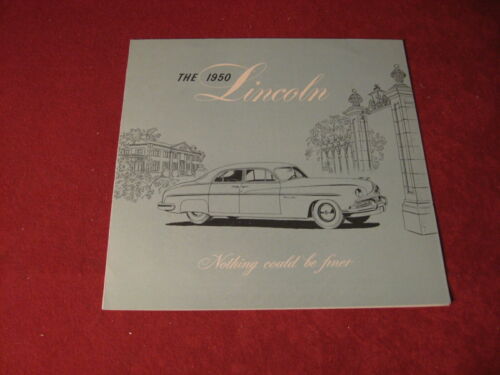 THE 1950 Lincoln
Nothing could be finer